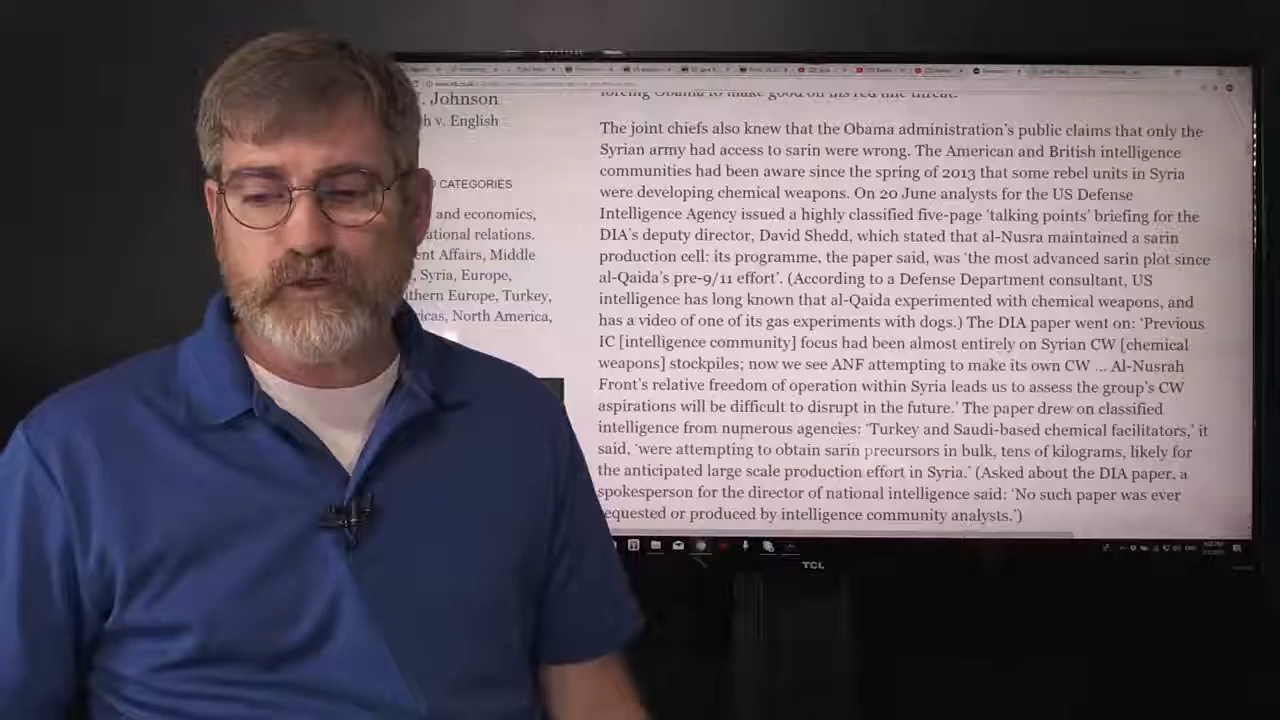 . Johnson
h v. English
CATEGORIES
and economics,
ational relations.
ent Affairs, Middle
, Syria, Europe,
thern Europe, Turkey,
icas, North America,
forcing Obama to make good on his red line threat.
The joint chiefs also knew that the Obama administration's public claims that only the
Syrian army had access to sarin were wrong. The American and British intelligence
communities had been aware since the spring of 2013 that some rebel units in Syria
were developing chemical weapons. On 20 June analysts for the US Defense
Intelligence Agency issued a highly classified five-page ‘talking points’ briefing for the
DIA's deputy director, David Shedd, which stated that al-Nusra maintained a sarin
production cell: its programme, the paper said, was ‘the most advanced sarin plot since
al-Qaida's pre-9/11 effort’. (According to a Defense Department consultant, US
intelligence has long known that al-Qaida experimented with chemical weapons, and
has a video of one of its gas experiments with dogs.) The DIA paper went on: ‘Previous
IC [intelligence community] focus had been almost entirely on Syrian CW [chemical
weapons] stockpiles; now we see ANF attempting to make its own CW ... Al-Nusrah
Front's relative freedom of operation within Syria leads us to assess the group's CW
aspirations will be difficult to disrupt in the future.’ The paper drew on classified
intelligence from numerous agencies: ‘Turkey and Saudi-based chemical facilitators,’ it
said, ‘were attempting to obtain sarin precursors in bulk, tens of kilograms, likely for
the anticipated large scale production effort in Syria.’ (Asked about the DIA paper, a
spokesperson for the director of national intelligence said: ‘No such paper was ever
requested or produced by intelligence community analysts.’)
TCL